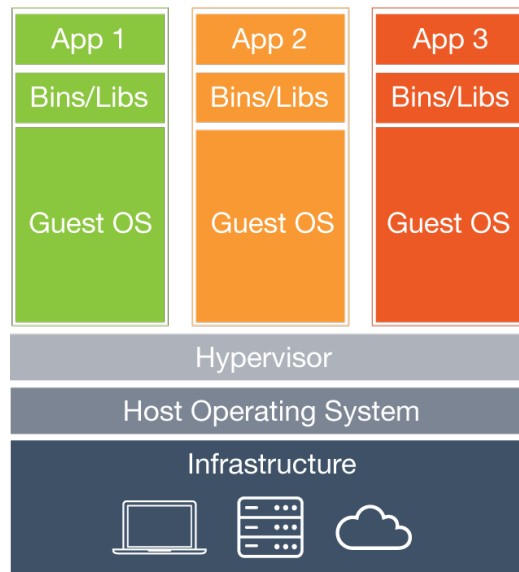 App 1
App 2
App 3
Bins/Libs
Bins/Libs
Bins/Libs
Guest OS
Guest OS
Guest OS
Hypervisor
Host Operating System
Infrastructure